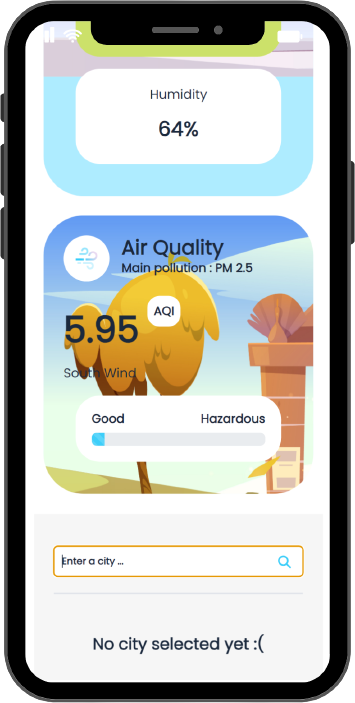 Humidity
64%
Air Quality
Main pollution : PM 2.5
AQI
5.95
South Wind
Good Hazardous
Enter a city ...
No city selected yet :(